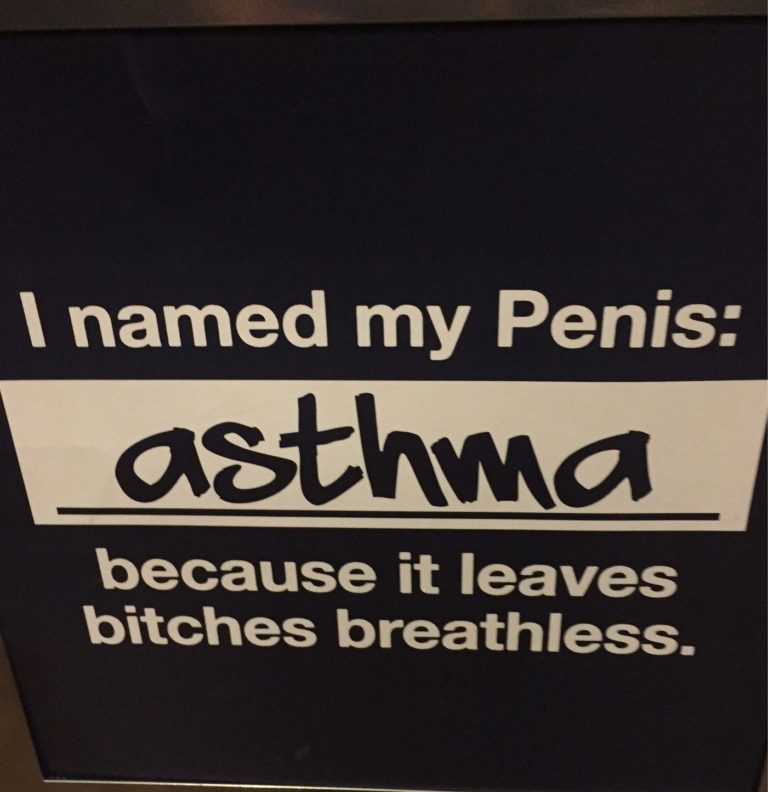 I named my Penis:
asthma
because it leaves
bitches breathless.